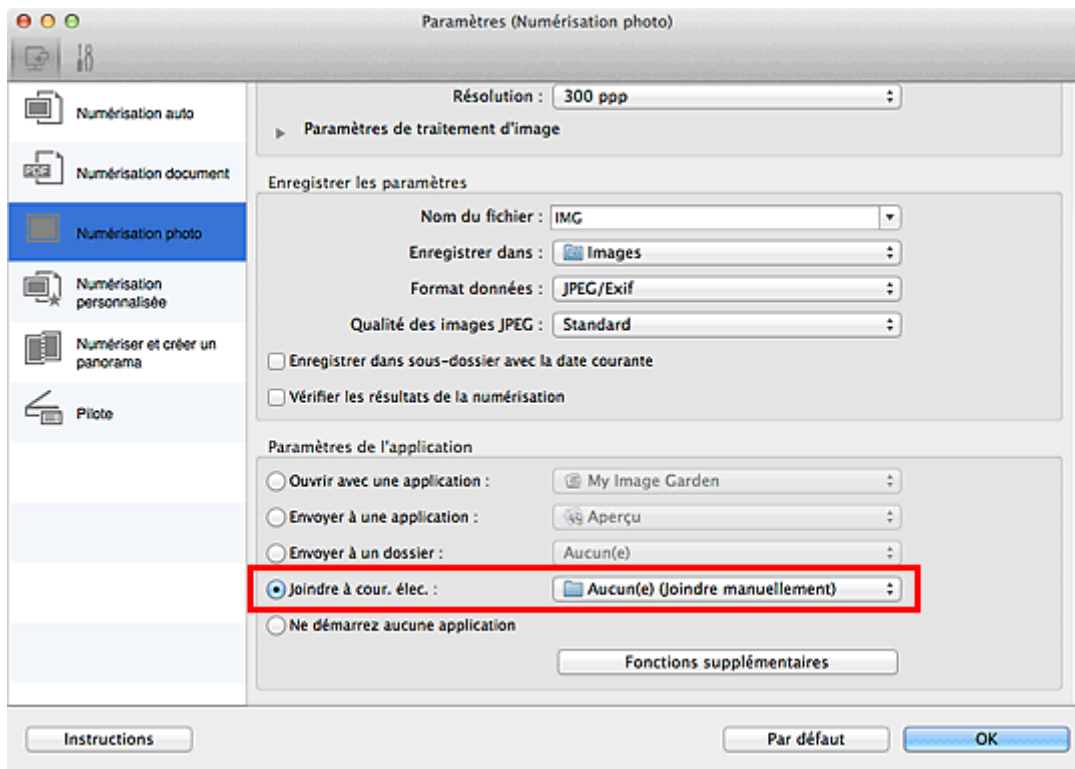 Paramètres (Numérisation photo)
Numérisation auto
PDF
Numérisation document
Numérisation photo
Numérisation
personnalisée
Numériser et créer un
panorama
Pilote
Résolution : 300 ppp
Paramètres de traitement d'image
Enregistrer les paramètres
Nom du fichier : IMG
Enregistrer dans : Images
Format données : JPEG/Exif
Qualité des images JPEG : Standard
Enregistrer dans sous-dossier avec la date courante
Vérifier les résultats de la numérisation
Paramètres de l'application
Ouvrir avec une application : My Image Garden
Envoyer à une application : Aperçu
Envoyer à un dossier : Aucun(e)
Joindre à cour. élec. : Aucun(e) (Joindre manuellement)
Ne démarrez aucune application
Fonctions supplémentaires
Instructions
Par défaut
OK